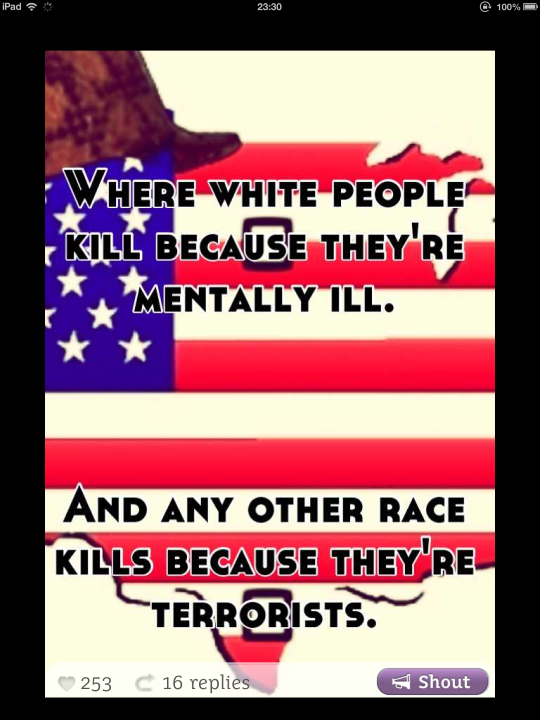 iPad 23:30 100%
WHERE WHITE PEOPLE
KILL BECAUSE THEY'RE
MENTALLY ILL.
AND ANY OTHER RACE
KILLS BECAUSE THEY'RE
TERRORISTS.
253 16 replies Shout